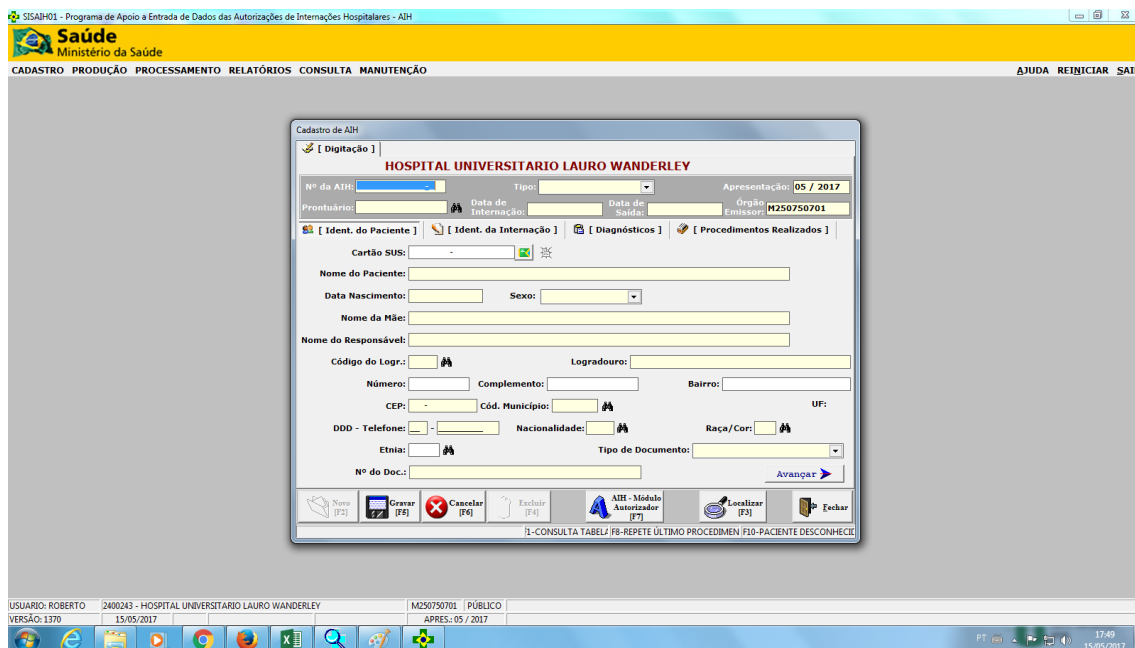 SISAIH01 - Programa de Apoio a Entrada de Dados das Autorizações de Internações Hospitalares - AIH
Saúde
Ministério da Saúde
CADASTRO PRODUÇÃO PROCESSAMENTO RELATÓRIOS CONSULTA MANUTENÇÃO AJUDA REINICIAR SAI
Cadastro de AIH
[ Digitação ]
HOSPITAL UNIVERSITARIO LAURO WANDERLEY
Nº da AIH: - Tipo: Apresentação: 05 / 2017
Prontuário: Data de Internação: Data de Saída: Órgão Emissor: M250750701
[ Ident. do Paciente ] [ Ident. da Internação ] [ Diagnósticos ] [ Procedimentos Realizados ]
Cartão SUS: -
Nome do Paciente:
Data Nascimento: Sexo:
Nome da Mãe:
Nome do Responsável:
Código do Logr.: Logradouro:
Número: Complemento: Bairro:
CEP: - Cód. Município: UF:
DDD - Telefone: __ - ________ Nacionalidade: Raça/Cor:
Etnia: Tipo de Documento:
Nº do Doc.: Avançar
Novo [F2] Gravar [F5] Cancelar [F6] Excluir [F4] AIH - Módulo Autorizador [F7] Localizar [F3] Fechar
1-CONSULTA TABELA F8-REPETE ÚLTIMO PROCEDIMEN F10-PACIENTE DESCONHECID
USUARIO: ROBERTO 2400243 - HOSPITAL UNIVERSITARIO LAURO WANDERLEY M250750701 PÚBLICO
VERSÃO: 1370 15/05/2017 APRES.: 05 / 2017
PT 17:49
15/05/2017